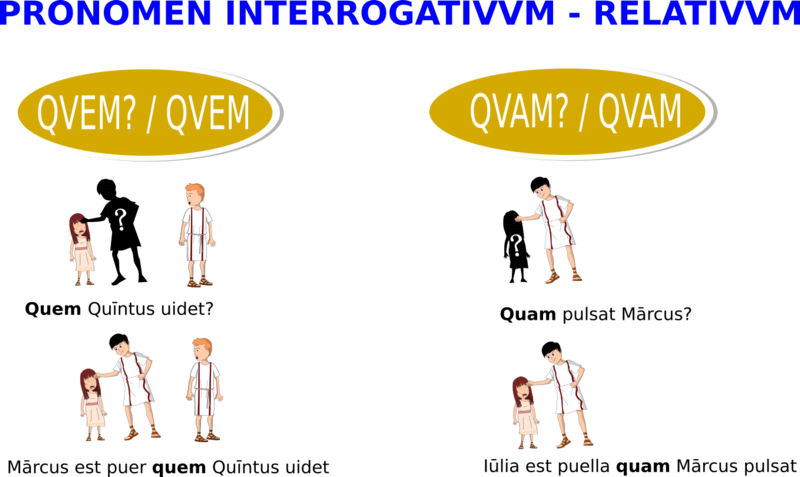 PRONOMEN INTERROGATIVVM - RELATIVVM
QVEM? / QVEM
QVAM? / QVAM
?
?
Quem Quīntus uidet?
Quam pulsat Mārcus?
Mārcus est puer quem Quīntus uidet
Iūlia est puella quam Mārcus pulsat